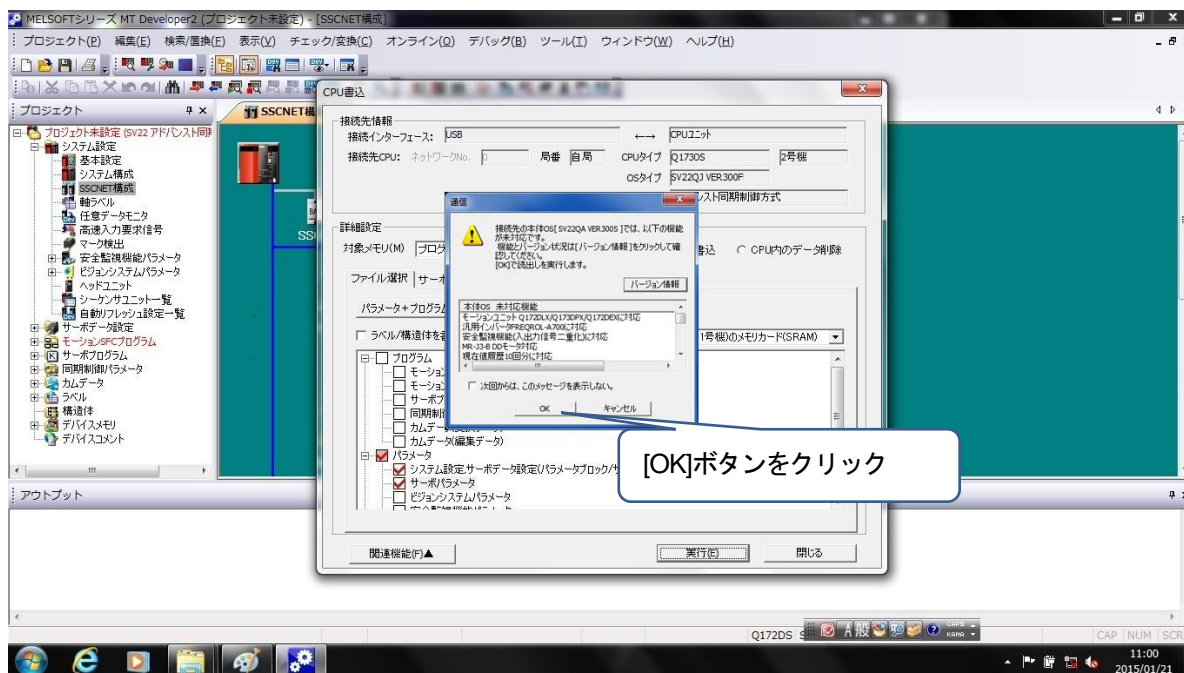 MELSOFTシリーズ MT Developer2 (プロジェクト未設定) - [SSCNET構成]
プロジェクト(P) 編集(E) 検索/置換(F) 表示(V) チェック/変換(C) オンライン(O) デバッグ(B) ツール(I) ウィンドウ(W) ヘルプ(H)
プロジェクト
プロジェクト未設定 (SV22 アドバンスト同期
システム設定
基本設定
システム構成
SSCNET構成
軸ラベル
任意データモニタ
高速入力要求信号
マーク検出
安全監視機能パラメータ
ビジョンシステムパラメータ
ヘッドユニット
シーケンサユニット一覧
自動リフレッシュ設定一覧
サーボデータ設定
モーションSFCプログラム
サーボプログラム
同期制御パラメータ
カムデータ
ラベル
構造体
デバイスメモリ
デバイスコメント
SSCNET構
SS
CPU書込
接続先情報
接続インターフェース: USB ←→ CPUユニット
接続先CPU: ネットワークNo. 0 局番 自局 CPUタイプ Q173DS 2号機
OSタイプ SV22QJ VER300F
ンスト同期制御方式
詳細設定
対象メモリ(M) プログ
書込 CPU内のデータ削除
ファイル選択 サーボ
パラメータ+プログラム
ラベル/構造体を
1号機)のメモリカード(SRAM)
プログラム
モーション
モーション
サーボプ
同期制御
カムデータ
カムデータ(編集データ)
パラメータ
システム設定,サーボデータ設定(パラメータブロック/サ
サーボパラメータ
ビジョンシステムパラメータ
安全監視機能パラメータ
関連機能(F)▲ 実行(E) 閉じる
通信
接続先の本体OS[ SV22QA VER300S ]では、以下の機能
が未対応です。
機能とバージョン状況は[バージョン情報]をクリックして確
認してください。
[OK]で読出しを実行します。
バージョン情報
本体OS 未対応機能
モーションユニット Q172DLX/Q173DPX/Q172DEXに対応
汎用インバータFREQROL-A700に対応
安全監視機能(入出力信号二重化)に対応
MR-J3-B DDモータ対応
現在値履歴10回分に対応
次回からは、このメッセージを表示しない。
OK キャンセル
[OK]ボタンをクリック
アウトプット
Q172DS S
A 般
CAPS
KANA
CAP NUM SCR
11:00
2015/01/21